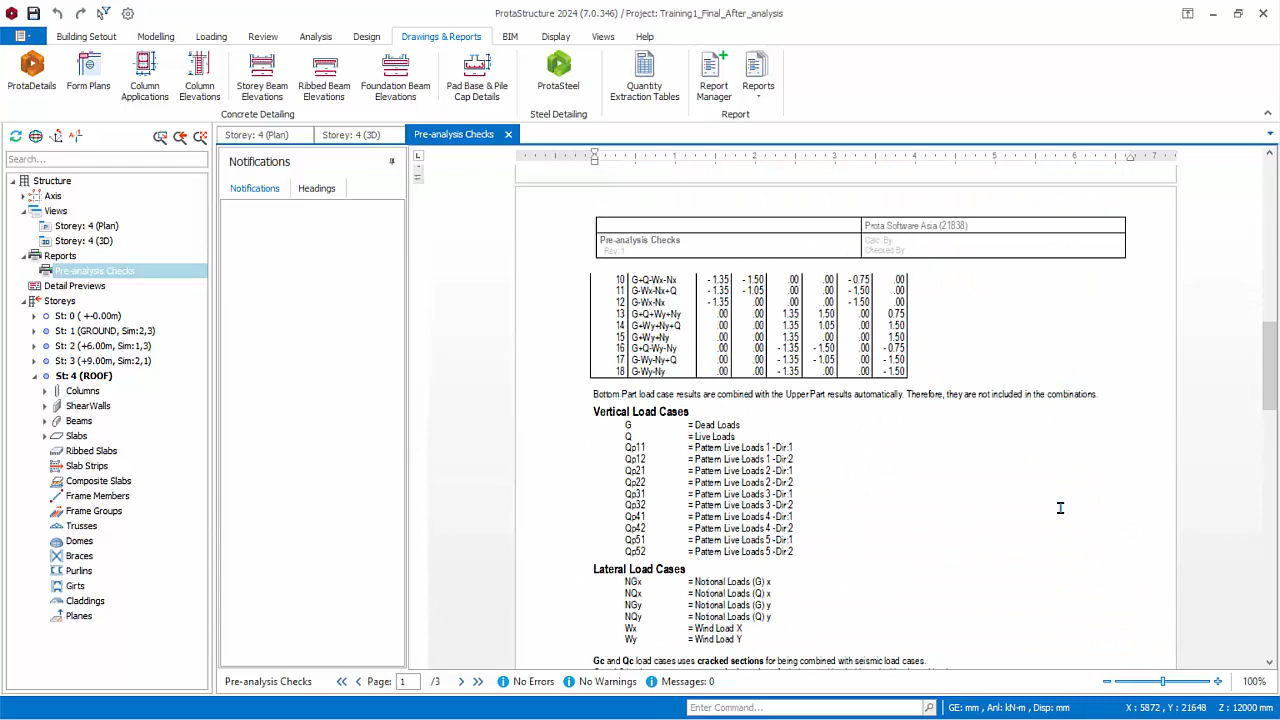 ProtaStructure 2024 (7.0.346) / Project: Training1_Final_After_analysis
Building Setout Modelling Loading Review Analysis Design Drawings & Reports BIM Display Views Help
ProtaDetails Form Plans Column Applications Column Elevations Storey Beam Elevations Ribbed Beam Elevations Foundation Beam Elevations Pad Base & Pile Cap Details ProtaSteel Quantity Extraction Tables Report Manager Reports
Concrete Detailing Steel Detailing Report
Storey: 4 (Plan) Storey: 4 (3D) Pre-analysis Checks
Search...
Structure
Axis
Views
Storey: 4 (Plan)
Storey: 4 (3D)
Reports
Pre-analysis Checks
Detail Previews
Storeys
St: 0 ( +-0.00m)
St: 1 (GROUND, Sim:2,3)
St: 2 (+6.00m, Sim:1,3)
St: 3 (+9.00m, Sim:2,1)
St: 4 (ROOF)
Columns
ShearWalls
Beams
Slabs
Ribbed Slabs
Slab Strips
Composite Slabs
Frame Members
Frame Groups
Trusses
Domes
Braces
Purlins
Girts
Claddings
Planes
Notifications
Notifications Headings
1 2 3 4 5 6 7
Prota Software Asia (21838)
Pre-analysis Checks Calc. By:
Rev: 1 Checked By:
10 G+Q-Wx-Nx - 1.35 - 1.50 .00 .00 - 0.75 .00
11 G-Wx-Nx+Q - 1.35 - 1.05 .00 .00 - 1.50 .00
12 G-Wx-Nx - 1.35 .00 .00 .00 - 1.50 .00
13 G+Q+Wy+Ny .00 .00 1.35 1.50 .00 0.75
14 G+Wy+Ny+Q .00 .00 1.35 1.05 .00 1.50
15 G+Wy+Ny .00 .00 1.35 .00 .00 1.50
16 G+Q-Wy-Ny .00 .00 - 1.35 - 1.50 .00 - 0.75
17 G-Wy-Ny+Q .00 .00 - 1.35 - 1.05 .00 - 1.50
18 G-Wy-Ny .00 .00 - 1.35 .00 .00 - 1.50
Bottom Part load case results are combined with the Upper Part results automatically. Therefore, they are not included in the combinations.
Vertical Load Cases
G = Dead Loads
Q = Live Loads
Qp11 = Pattern Live Loads 1 -Dir:1
Qp12 = Pattern Live Loads 1 -Dir:2
Qp21 = Pattern Live Loads 2 -Dir:1
Qp22 = Pattern Live Loads 2 -Dir:2
Qp31 = Pattern Live Loads 3 -Dir:1
Qp32 = Pattern Live Loads 3 -Dir:2
Qp41 = Pattern Live Loads 4 -Dir:1
Qp42 = Pattern Live Loads 4 -Dir:2
Qp51 = Pattern Live Loads 5 -Dir:1
Qp52 = Pattern Live Loads 5 -Dir:2
Lateral Load Cases
NGx = Notional Loads (G) x
NQx = Notional Loads (Q) x
NGy = Notional Loads (G) y
NQy = Notional Loads (Q) y
Wx = Wind Load X
Wy = Wind Load Y
Gc and Qc load cases uses cracked sections for being combined with seismic load cases.
Pre-analysis Checks Page: 1 /3 No Errors No Warnings Messages: 0 100%
Enter Command... GE: mm , Anl: kN-m , Disp: mm X : 5872 , Y : 21648 Z : 12000 mm